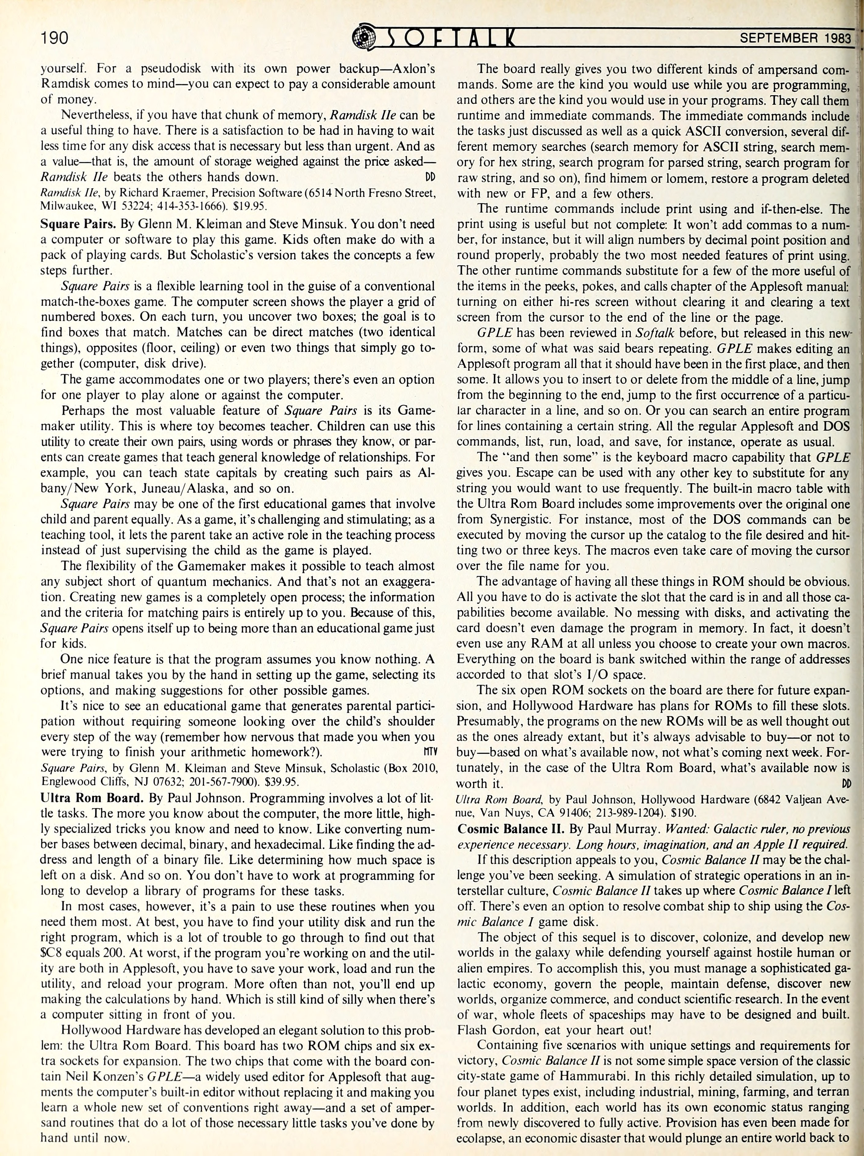 190
SOFTALK
SEPTEMBER 1983
yourself. For a pseudodisk with its own power backup—Axlon's
Ramdisk comes to mind—you can expect to pay a considerable amount
of money.
Nevertheless, if you have that chunk of memory, Ramdisk IIe can be
a useful thing to have. There is a satisfaction to be had in having to wait
less time for any disk access that is necessary but less than urgent. And as
a value—that is, the amount of storage weighed against the price asked—
Ramdisk IIe beats the others hands down. DD
Ramdisk IIe, by Richard Kraemer, Precision Software (6514 North Fresno Street,
Milwaukee, WI 53224; 414-353-1666). $19.95.
Square Pairs. By Glenn M. Kleiman and Steve Minsuk. You don't need
a computer or software to play this game. Kids often make do with a
pack of playing cards. But Scholastic's version takes the concepts a few
steps further.
Square Pairs is a flexible learning tool in the guise of a conventional
match-the-boxes game. The computer screen shows the player a grid of
numbered boxes. On each turn, you uncover two boxes; the goal is to
find boxes that match. Matches can be direct matches (two identical
things), opposites (floor, ceiling) or even two things that simply go to-
gether (computer, disk drive).
The game accommodates one or two players; there's even an option
for one player to play alone or against the computer.
Perhaps the most valuable feature of Square Pairs is its Game-
maker utility. This is where toy becomes teacher. Children can use this
utility to create their own pairs, using words or phrases they know, or par-
ents can create games that teach general knowledge of relationships. For
example, you can teach state capitals by creating such pairs as Al-
bany/New York, Juneau/Alaska, and so on.
Square Pairs may be one of the first educational games that involve
child and parent equally. As a game, it's challenging and stimulating; as a
teaching tool, it lets the parent take an active role in the teaching process
instead of just supervising the child as the game is played.
The flexibility of the Gamemaker makes it possible to teach almost
any subject short of quantum mechanics. And that's not an exaggera-
tion. Creating new games is a completely open process; the information
and the criteria for matching pairs is entirely up to you. Because of this,
Square Pairs opens itself up to being more than an educational game just
for kids.
One nice feature is that the program assumes you know nothing. A
brief manual takes you by the hand in setting up the game, selecting its
options, and making suggestions for other possible games.
It's nice to see an educational game that generates parental partici-
pation without requiring someone looking over the child's shoulder
every step of the way (remember how nervous that made you when you
were trying to finish your arithmetic homework?). MTV
Square Pairs, by Glenn M. Kleiman and Steve Minsuk, Scholastic (Box 2010,
Englewood Cliffs, NJ 07632; 201-567-7900). $39.95.
Ultra Rom Board. By Paul Johnson. Programming involves a lot of lit-
tle tasks. The more you know about the computer, the more little, high-
ly specialized tricks you know and need to know. Like converting num-
ber bases between decimal, binary, and hexadecimal. Like finding the ad-
dress and length of a binary file. Like determining how much space is
left on a disk. And so on. You don't have to work at programming for
long to develop a library of programs for these tasks.
In most cases, however, it's a pain to use these routines when you
need them most. At best, you have to find your utility disk and run the
right program, which is a lot of trouble to go through to find out that
$C8 equals 200. At worst, if the program you're working on and the util-
ity are both in Applesoft, you have to save your work, load and run the
utility, and reload your program. More often than not, you'll end up
making the calculations by hand. Which is still kind of silly when there's
a computer sitting in front of you.
Hollywood Hardware has developed an elegant solution to this prob-
lem: the Ultra Rom Board. This board has two ROM chips and six ex-
tra sockets for expansion. The two chips that come with the board con-
tain Neil Konzen's GPLE—a widely used editor for Applesoft that aug-
ments the computer's built-in editor without replacing it and making you
learn a whole new set of conventions right away—and a set of amper-
sand routines that do a lot of those necessary little tasks you've done by
hand until now.
The board really gives you two different kinds of ampersand com-
mands. Some are the kind you would use while you are programming,
and others are the kind you would use in your programs. They call them
runtime and immediate commands. The immediate commands include
the tasks just discussed as well as a quick ASCII conversion, several dif-
ferent memory searches (search memory for ASCII string, search mem-
ory for hex string, search program for parsed string, search program for
raw string, and so on), find himem or lomem, restore a program deleted
with new or FP, and a few others.
The runtime commands include print using and if-then-else. The
print using is useful but not complete: It won't add commas to a num-
ber, for instance, but it will align numbers by decimal point position and
round properly, probably the two most needed features of print using.
The other runtime commands substitute for a few of the more useful of
the items in the peeks, pokes, and calls chapter of the Applesoft manual:
turning on either hi-res screen without clearing it and clearing a text
screen from the cursor to the end of the line or the page.
GPLE has been reviewed in Softalk before, but released in this new
form, some of what was said bears repeating. GPLE makes editing an
Applesoft program all that it should have been in the first place, and then
some. It allows you to insert to or delete from the middle of a line, jump
from the beginning to the end, jump to the first occurrence of a particu-
lar character in a line, and so on. Or you can search an entire program
for lines containing a certain string. All the regular Applesoft and DOS
commands, list, run, load, and save, for instance, operate as usual.
The "and then some" is the keyboard macro capability that GPLE
gives you. Escape can be used with any other key to substitute for any
string you would want to use frequently. The built-in macro table with
the Ultra Rom Board includes some improvements over the original one
from Synergistic. For instance, most of the DOS commands can be
executed by moving the cursor up the catalog to the file desired and hit-
ting two or three keys. The macros even take care of moving the cursor
over the file name for you.
The advantage of having all these things in ROM should be obvious.
All you have to do is activate the slot that the card is in and all those ca-
pabilities become available. No messing with disks, and activating the
card doesn't even damage the program in memory. In fact, it doesn't
even use any RAM at all unless you choose to create your own macros.
Everything on the board is bank switched within the range of addresses
accorded to that slot's I/O space.
The six open ROM sockets on the board are there for future expan-
sion, and Hollywood Hardware has plans for ROMs to fill these slots.
Presumably, the programs on the new ROMs will be as well thought out
as the ones already extant, but it's always advisable to buy—or not to
buy—based on what's available now, not what's coming next week. For-
tunately, in the case of the Ultra Rom Board, what's available now is
worth it. DD
Ultra Rom Board, by Paul Johnson, Hollywood Hardware (6842 Valjean Ave-
nue, Van Nuys, CA 91406; 213-989-1204). $190.
Cosmic Balance II. By Paul Murray. Wanted: Galactic ruler, no previous
experience necessary. Long hours, imagination, and an Apple II required.
If this description appeals to you, Cosmic Balance II may be the chal-
lenge you've been seeking. A simulation of strategic operations in an in-
terstellar culture, Cosmic Balance II takes up where Cosmic Balance I left
off. There's even an option to resolve combat ship to ship using the Cos-
mic Balance I game disk.
The object of this sequel is to discover, colonize, and develop new
worlds in the galaxy while defending yourself against hostile human or
alien empires. To accomplish this, you must manage a sophisticated ga-
lactic economy, govern the people, maintain defense, discover new
worlds, organize commerce, and conduct scientific research. In the event
of war, whole fleets of spaceships may have to be designed and built.
Flash Gordon, eat your heart out!
Containing five scenarios with unique settings and requirements for
victory, Cosmic Balance II is not some simple space version of the classic
city-state game of Hammurabi. In this richly detailed simulation, up to
four planet types exist, including industrial, mining, farming, and terran
worlds. In addition, each world has its own economic status ranging
from newly discovered to fully active. Provision has even been made for
ecolapse, an economic disaster that would plunge an entire world back to